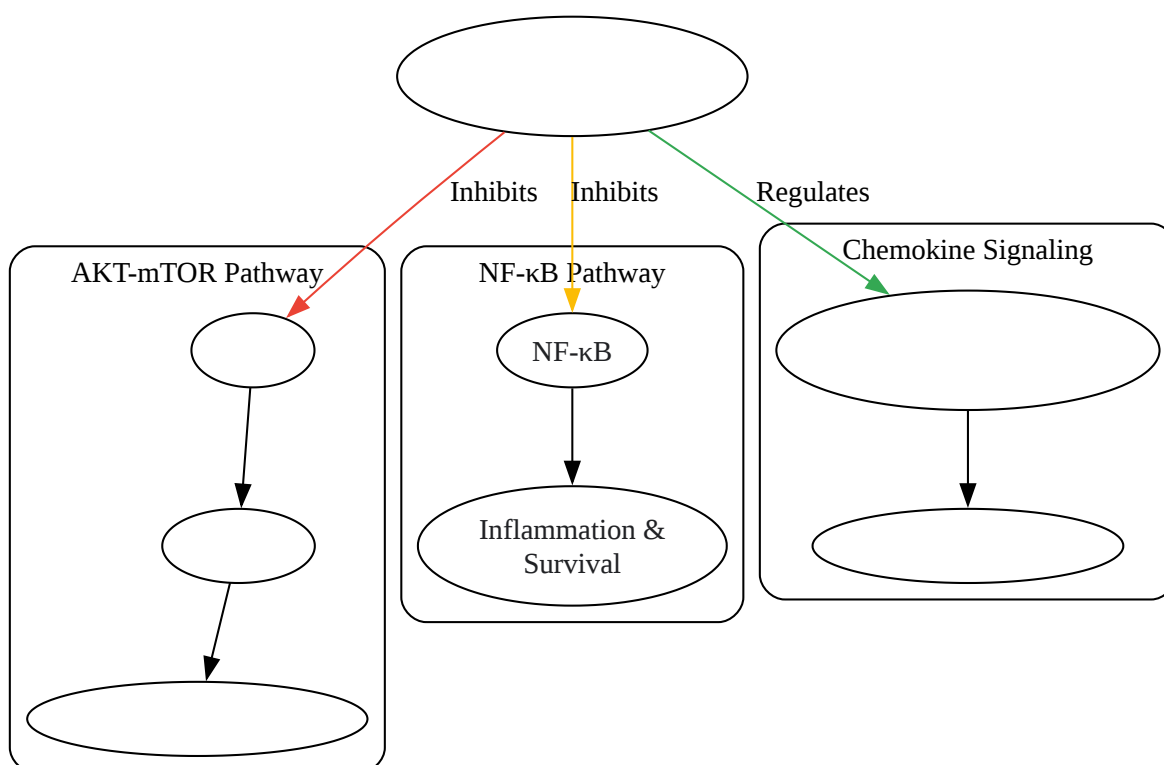 Inhibits
Inhibits
Regulates
AKT-mTOR Pathway
NF-κB Pathway
Chemokine Signaling
NF-κB
Inflammation &
Survival